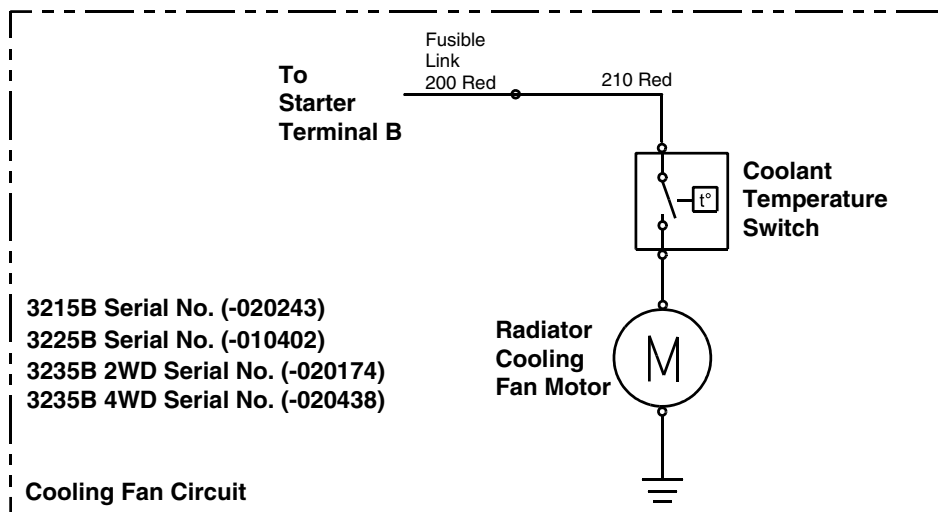 Fusible
Link
200 Red
210 Red
To
Starter
Terminal B
t°
Coolant
Temperature
Switch
3215B Serial No. (-020243)
3225B Serial No. (-010402)
3235B 2WD Serial No. (-020174)
3235B 4WD Serial No. (-020438)
Radiator
Cooling
Fan Motor
M
Cooling Fan Circuit